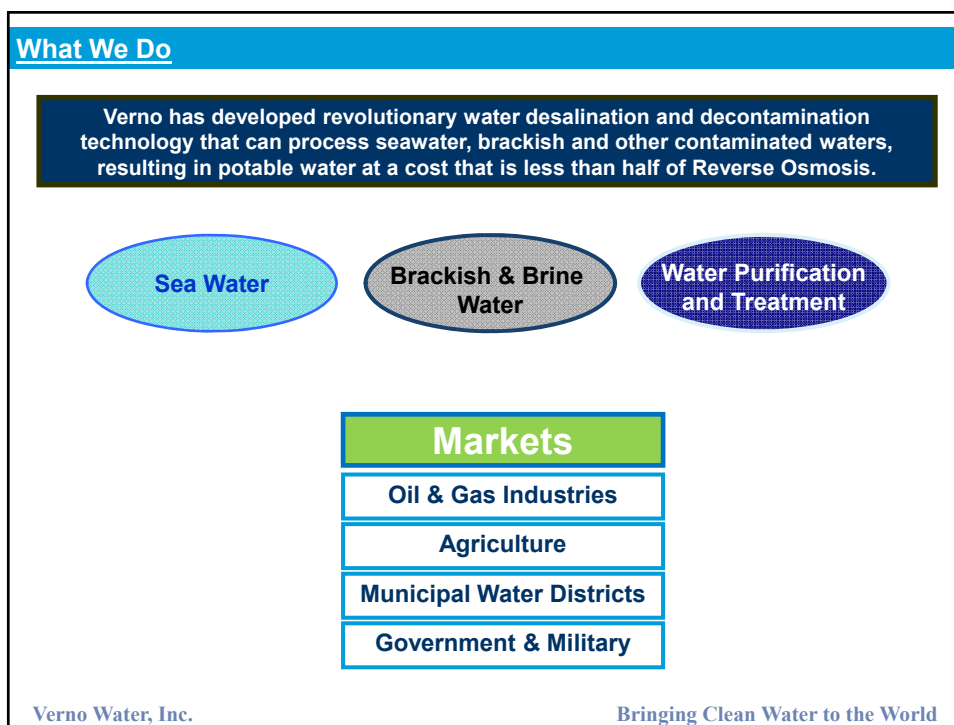 What We Do
Verno has developed revolutionary water desalination and decontamination
technology that can process seawater, brackish and other contaminated waters,
resulting in potable water at a cost that is less than half of Reverse Osmosis.
Sea Water
Brackish & Brine
Water
Water Purification
and Treatment
Markets
Oil & Gas Industries
Agriculture
Municipal Water Districts
Government & Military
Verno Water, Inc.
Bringing Clean Water to the World